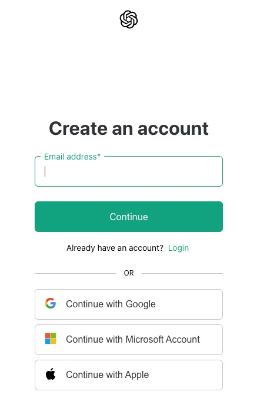 Create an account
Email address*
Continue
Already have an account? Login
OR
Continue with Google
Continue with Microsoft Account
Continue with Apple